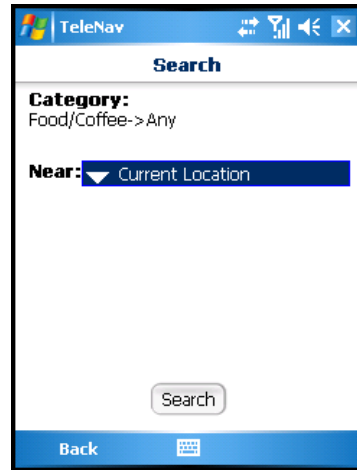 TeleNav
Search
Category:
Food/Coffee->Any
Near: Current Location
Search
Back